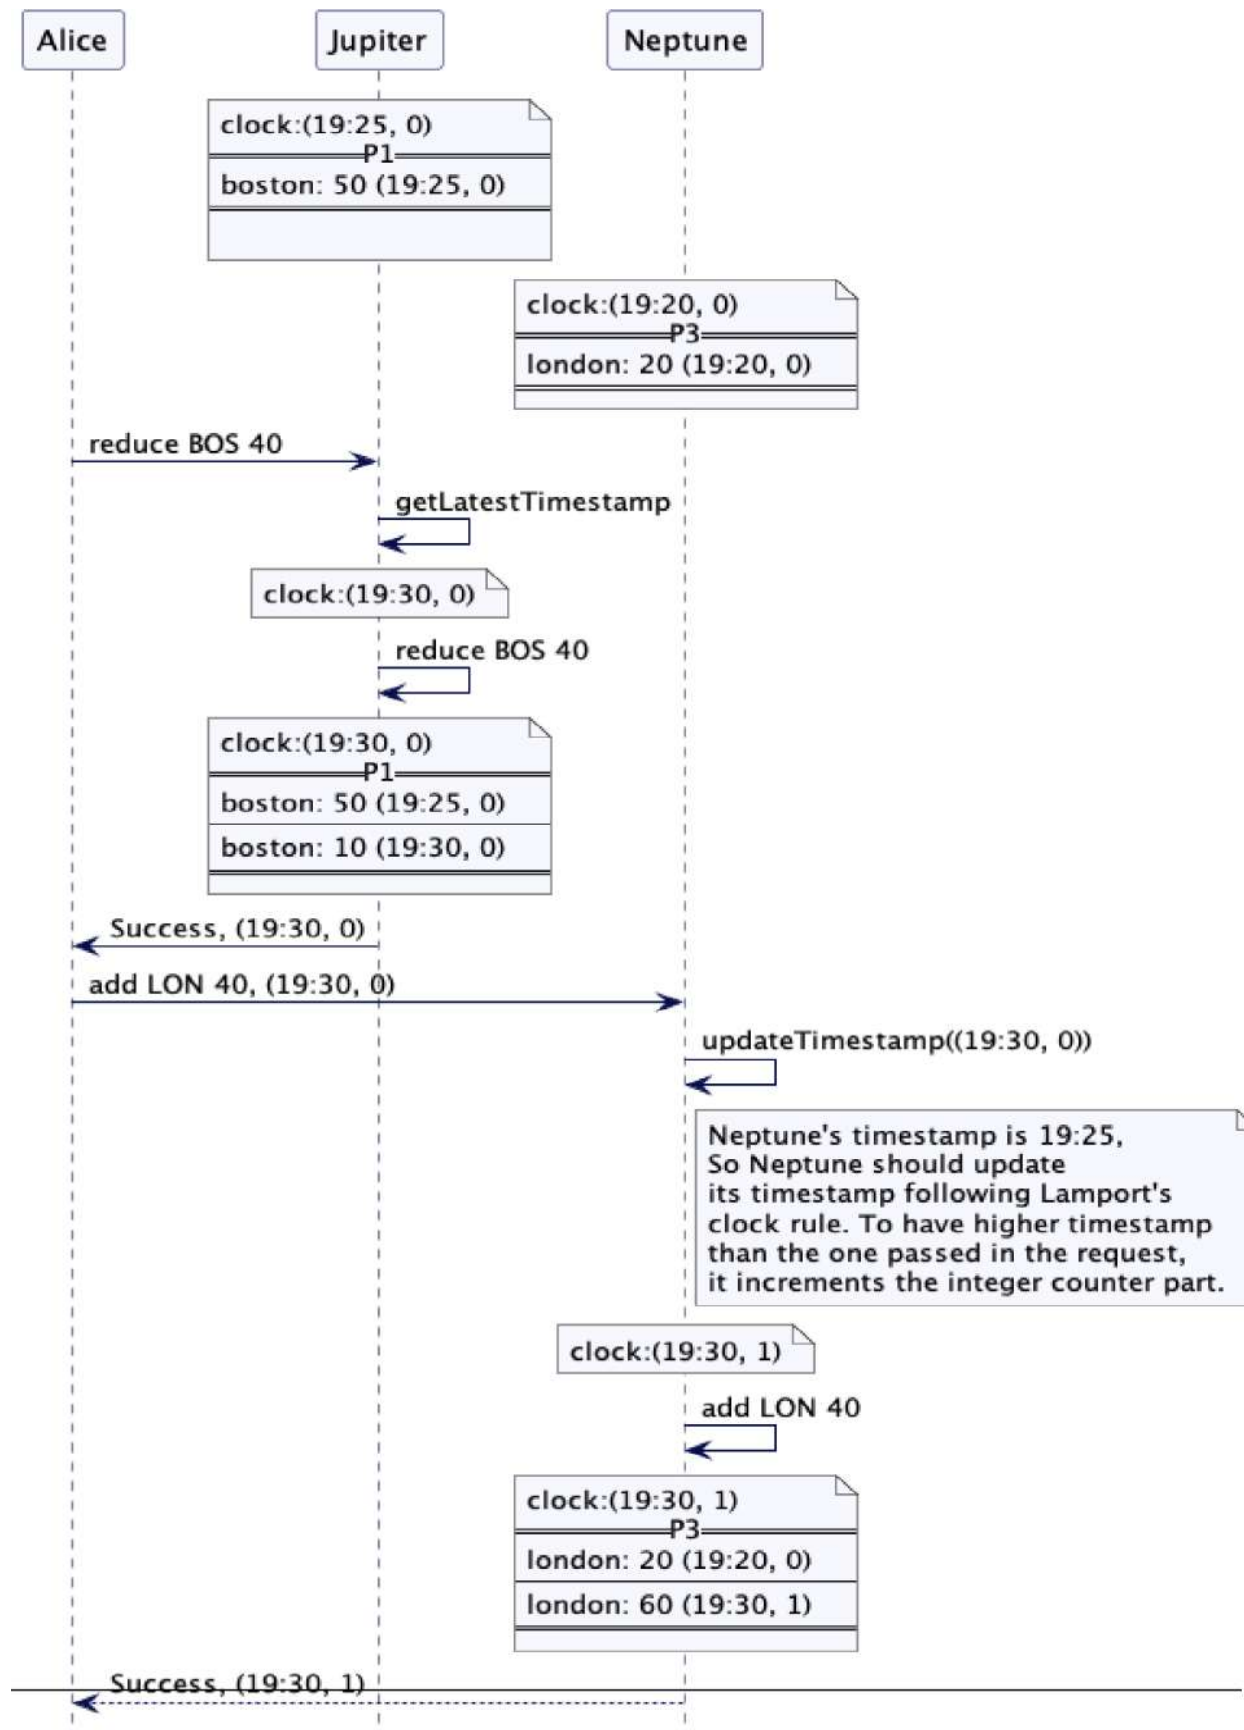 Alice
Jupiter
Neptune
clock:(19:25, 0)
P1
boston: 50 (19:25, 0)
clock:(19:20, 0)
P3
london: 20 (19:20, 0)
reduce BOS 40
getLatestTimestamp
clock:(19:30, 0)
reduce BOS 40
clock:(19:30, 0)
P1
boston: 50 (19:25, 0)
boston: 10 (19:30, 0)
Success, (19:30, 0)
add LON 40, (19:30, 0)
updateTimestamp((19:30, 0))
Neptune's timestamp is 19:25,
So Neptune should update
its timestamp following Lamport's
clock rule. To have higher timestamp
than the one passed in the request,
it increments the integer counter part.
clock:(19:30, 1)
add LON 40
clock:(19:30, 1)
P3
london: 20 (19:20, 0)
london: 60 (19:30, 1)
Success, (19:30, 1)